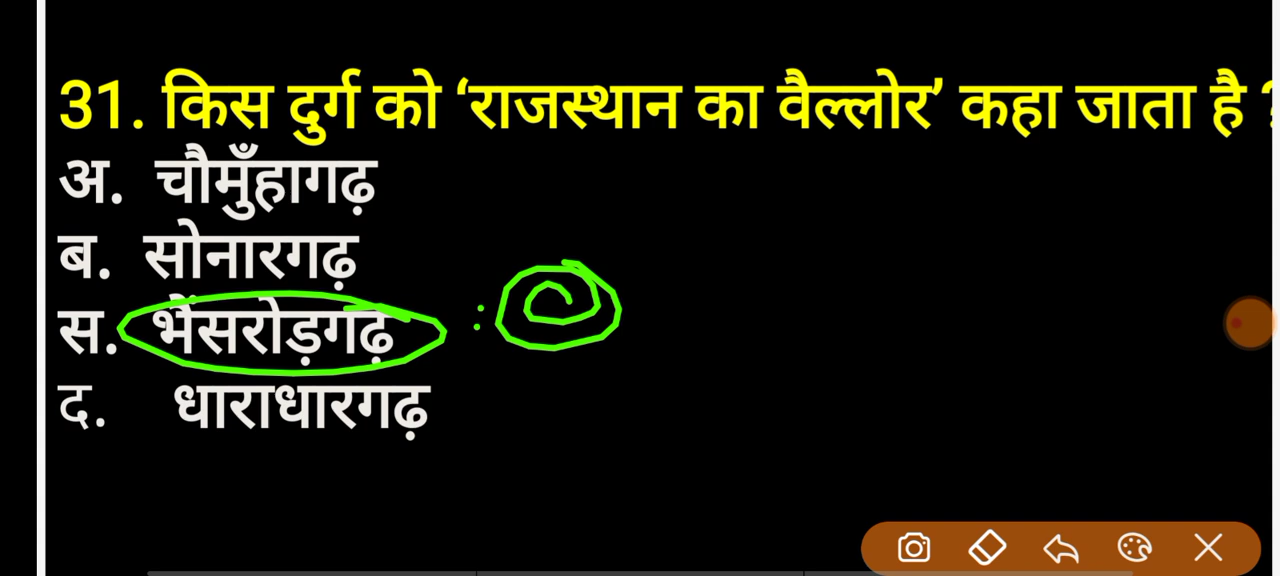 31. किस दुर्ग को ‘राजस्थान का वैल्लोर’ कहा जाता है ?
अ. चौमुँहागढ़
ब. सोनारगढ़
स. भैंसरोड़गढ़
द. धाराधारगढ़